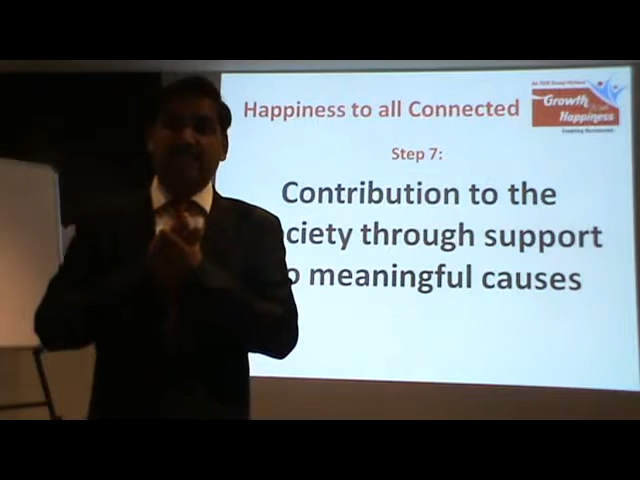 Happiness to all Connected
Growth
Happiness
Step 7:
Contribution to the
ciety through support
o meaningful causes